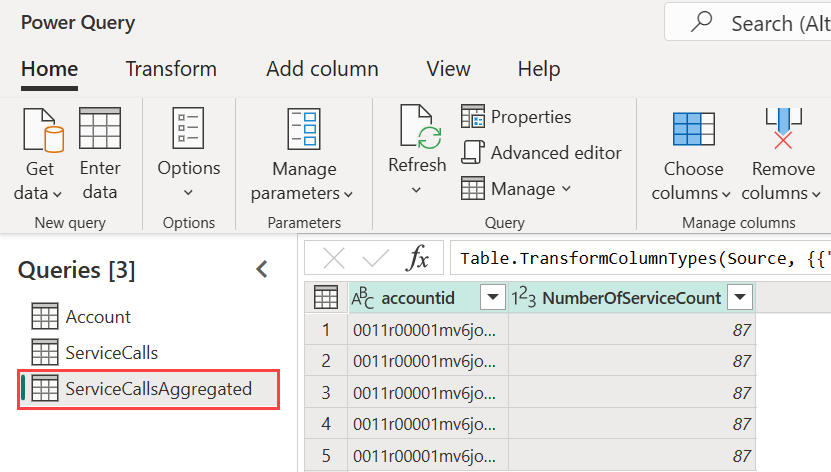 Power Query
Search (Alt
Home Transform Add column View Help
Get data
Enter data
Options
Manage parameters
Refresh
Properties
Advanced editor
Manage
Choose columns
Remove columns
New query
Options
Parameters
Query
Manage columns
Queries [3]
fx Table.TransformColumnTypes(Source, {{"
Account
ServiceCalls
ServiceCallsAggregated
ABC accountid 123 NumberOfServiceCount
1 0011r00001mv6jo... 87
2 0011r00001mv6jo... 87
3 0011r00001mv6jo... 87
4 0011r00001mv6jo... 87
5 0011r00001mv6jo... 87